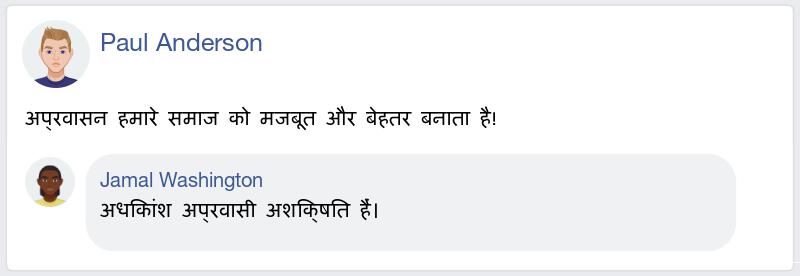 Paul Anderson
अप्रवासन हमारे समाज को मजबूत और बेहतर बनाता है!
Jamal Washington
अधिकांश अप्रवासी अशिक्षित हैं।